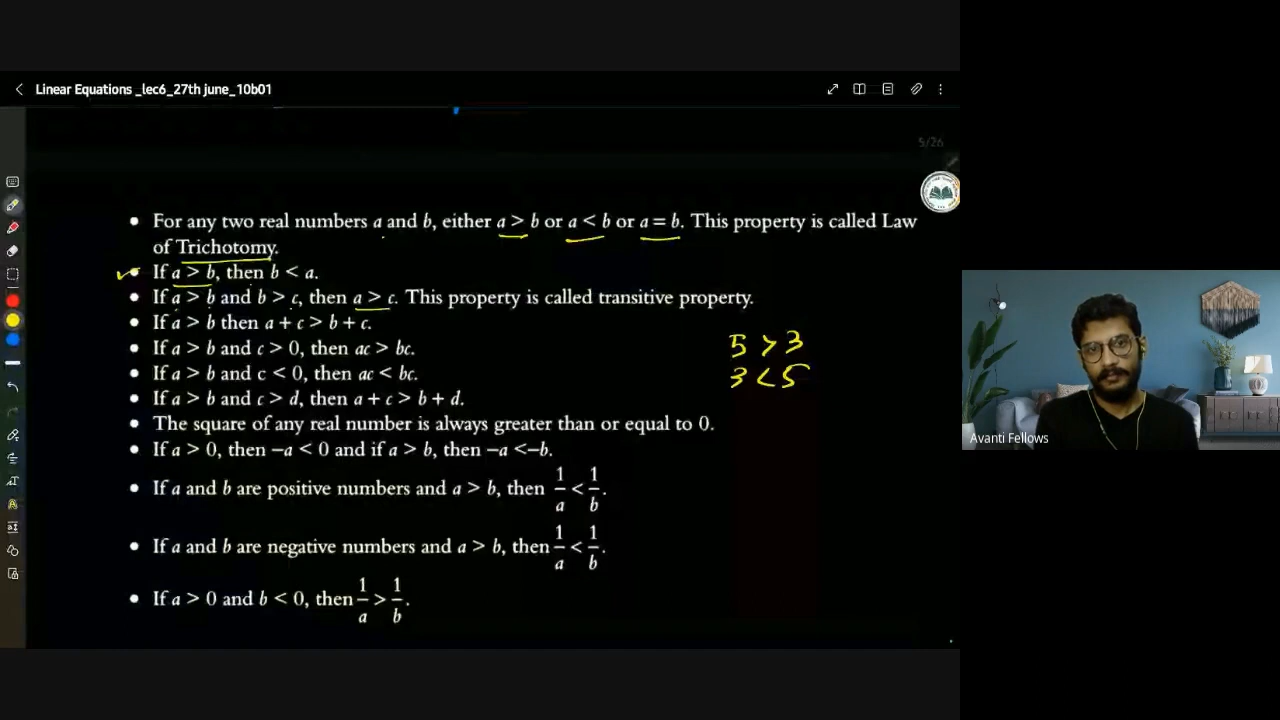 Linear Equations _lec6_27th june_10b01
5/26
• For any two real numbers a and b, either a > b or a < b or a = b. This property is called Law
of Trichotomy.
• If a > b, then b < a.
• If a > b and b > c, then a > c. This property is called transitive property.
• If a > b then a + c > b + c.
• If a > b and c > 0, then ac > bc.
• If a > b and c < 0, then ac < bc.
• If a > b and c > d, then a + c > b + d.
• The square of any real number is always greater than or equal to 0.
• If a > 0, then −a < 0 and if a > b, then −a <−b.
• If a and b are positive numbers and a > b, then 1/a < 1/b.
• If a and b are negative numbers and a > b, then 1/a < 1/b.
• If a > 0 and b < 0, then 1/a > 1/b.
5 > 3
3 < 5
Avanti Fellows